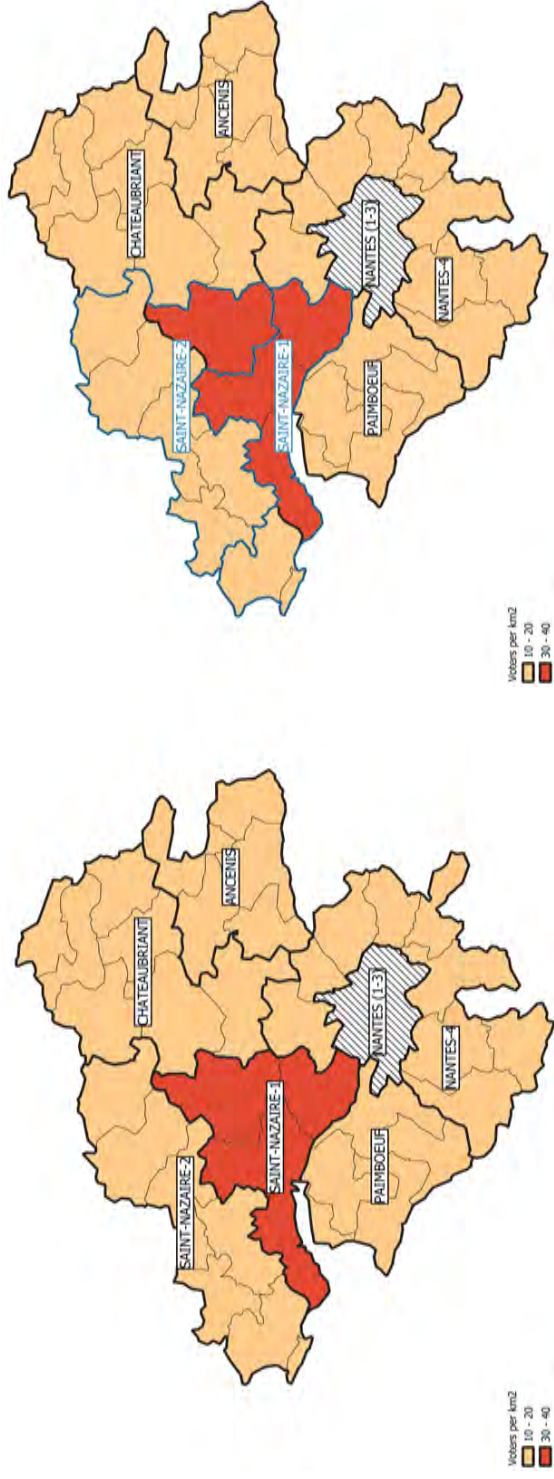 CHATEAUBRIANT
SAINT-NAZAIRE-2
ANCENIS
SAINT-NAZAIRE-1
NANTES (1-3)
PAIMBOEUF
NANTES-4
Voters per km2
10 - 20
30 - 40
CHATEAUBRIANT
SAINT-NAZAIRE-2
ANCENIS
SAINT-NAZAIRE-1
NANTES (1-3)
PAIMBOEUF
NANTES-4
Voters per km2
10 - 20
30 - 40